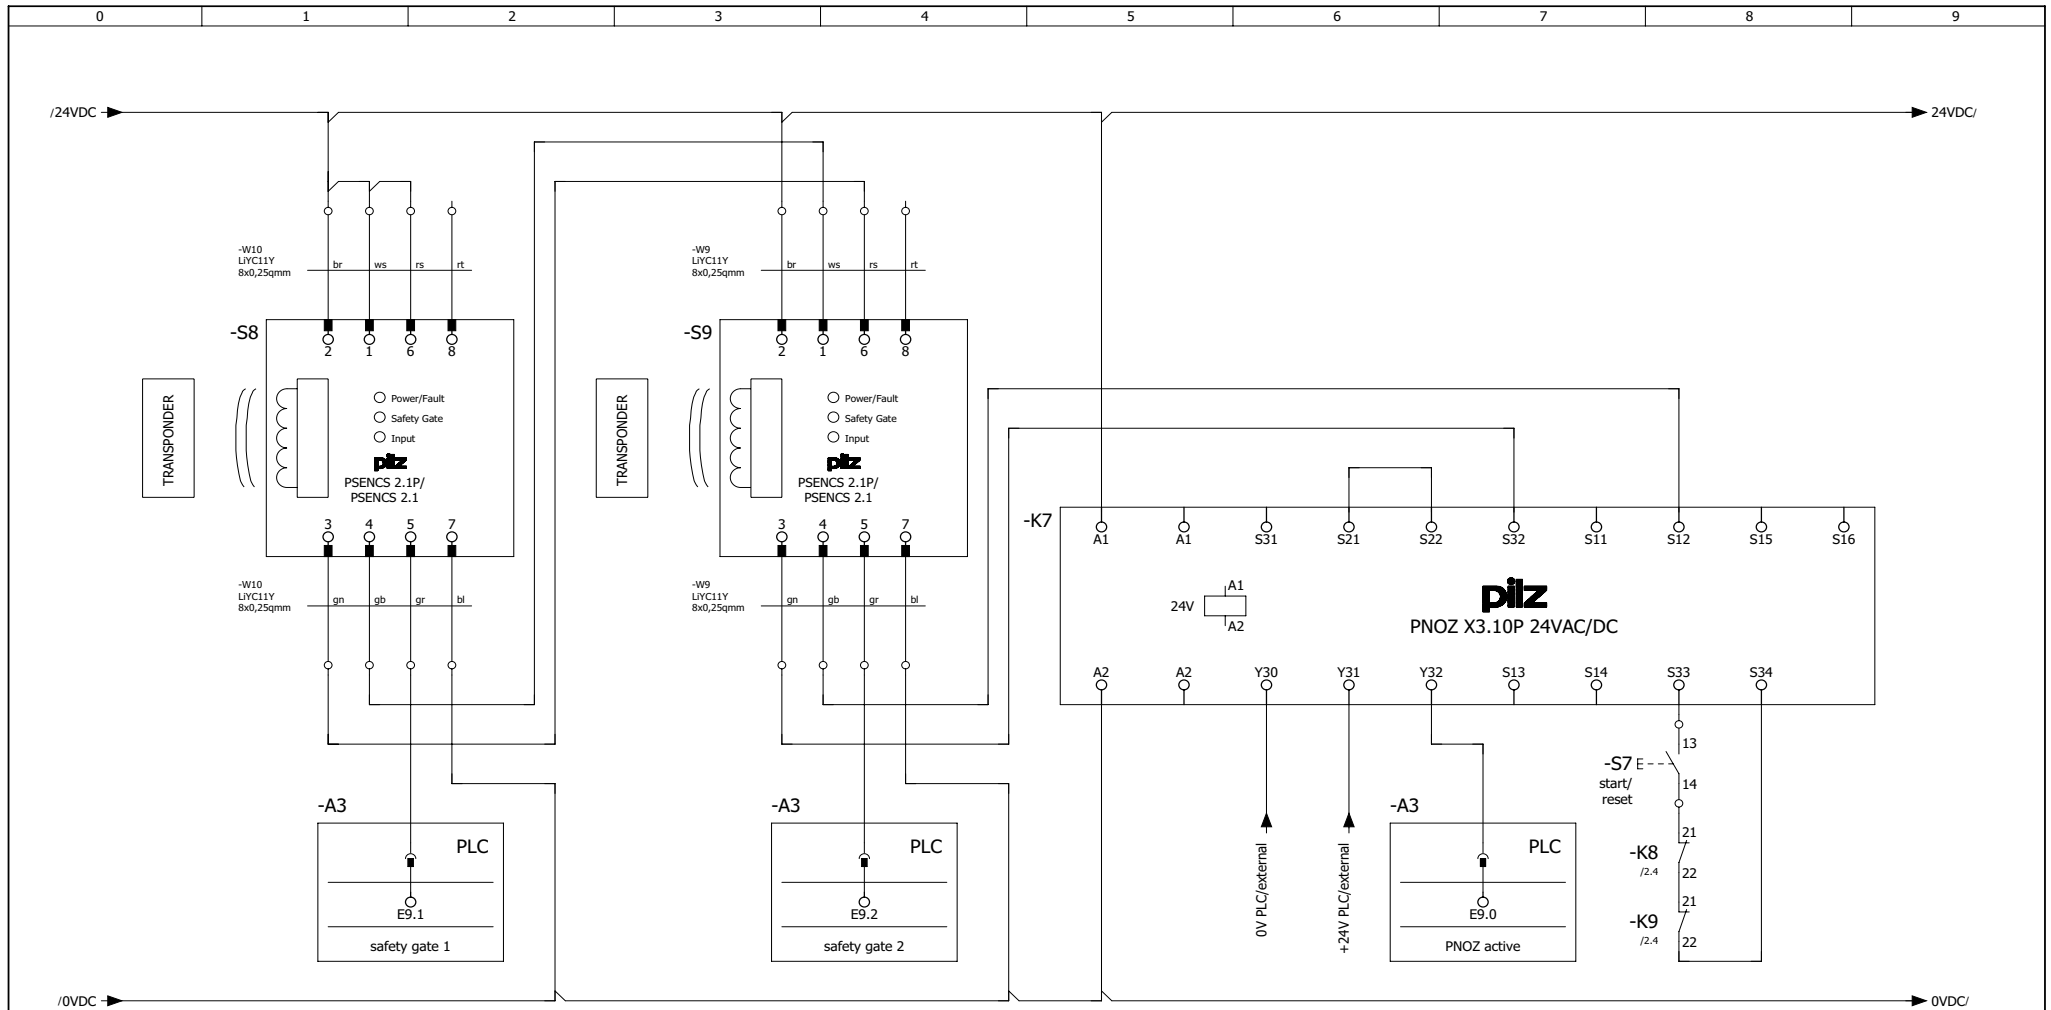 0 1 2 3 4 5 6 7 8 9
/24VDC 24VDC/
-W10
LiYC11Y
8x0,25qmm
br ws rs rt
-W9
LiYC11Y
8x0,25qmm
br ws rs rt
-S8
2 1 6 8
TRANSPONDER
Power/Fault
Safety Gate
Input
pilz
PSENCS 2.1P/
PSENCS 2.1
3 4 5 7
-S9
2 1 6 8
TRANSPONDER
Power/Fault
Safety Gate
Input
pilz
PSENCS 2.1P/
PSENCS 2.1
3 4 5 7
-K7
A1 A1 S31 S21 S22 S32 S11 S12 S15 S16
24V
A1
A2
pilz
PNOZ X3.10P 24VAC/DC
A2 A2 Y30 Y31 Y32 S13 S14 S33 S34
-W10
LiYC11Y
8x0,25qmm
gn gb gr bl
-W9
LiYC11Y
8x0,25qmm
gn gb gr bl
-A3
PLC
E9.1
safety gate 1
-A3
PLC
E9.2
safety gate 2
0V PLC/external
+24V PLC/external
-A3
PLC
E9.0
PNOZ active
13
-S7
start/
reset
14
21
-K8
/2.4
22
21
-K9
/2.4
22
/0VDC 0VDC/